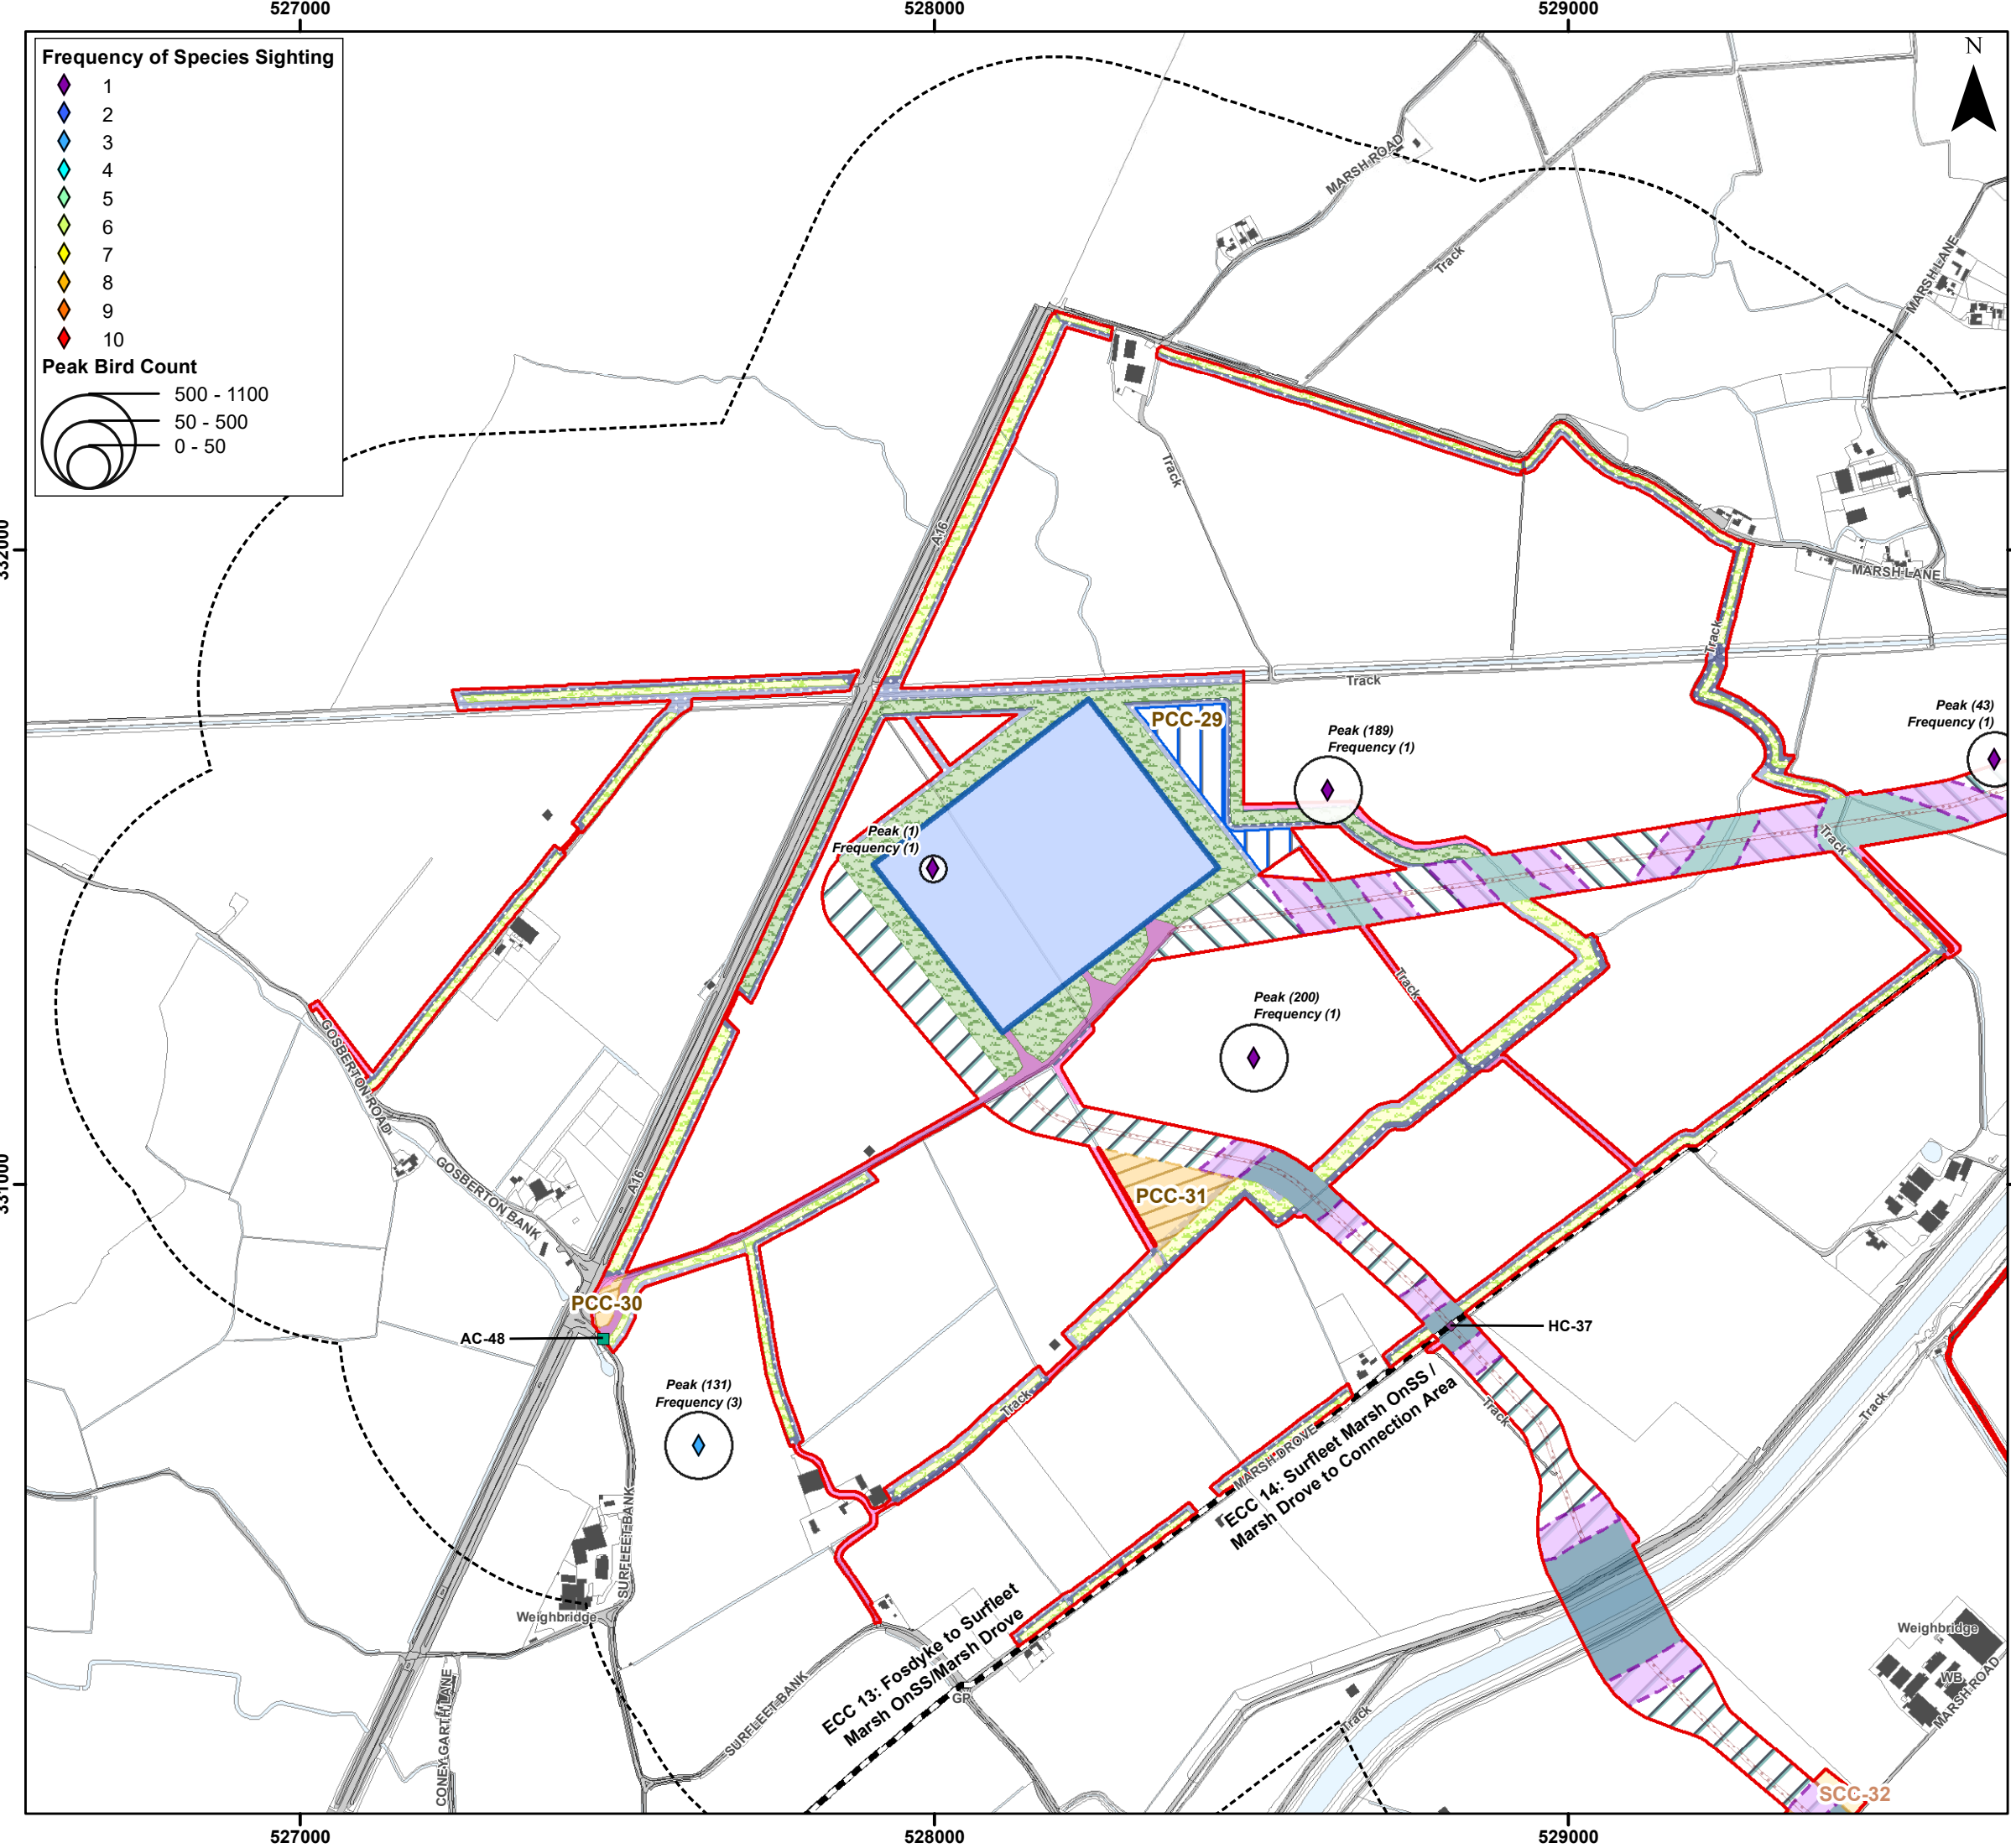 527000
528000
529000
Frequency of Species Sighting
1
2
3
4
5
6
7
8
9
10
Peak Bird Count
500 - 1100
50 - 500
0 - 50
N
MARSH ROAD
Track
MARSH LANE
Track
A16
332000
MARSH LANE
Track
Track
PCC-29
Peak (189)
Frequency (1)
Peak (43)
Frequency (1)
Peak (1)
Frequency (1)
Track
Track
Peak (200)
Frequency (1)
GOSBERTON ROAD
GOSBERTON BANK
A16
331000
PCC-31
PCC-30
AC-48
HC-37
Peak (131)
Frequency (3)
Track
Track
Track
MARSH DROVE
ECC 14: Surfleet Marsh OnSS /
Marsh Drove to Connection Area
SURFLEET BANK
Weighbridge
ECC 13: Fosdyke to Surfleet
Marsh OnSS/Marsh Drove
GP
SURFLEET BANK
CONEY GARTH LANE
Track
Weighbridge
WB
MARSH ROAD
SCC-32
527000
528000
529000